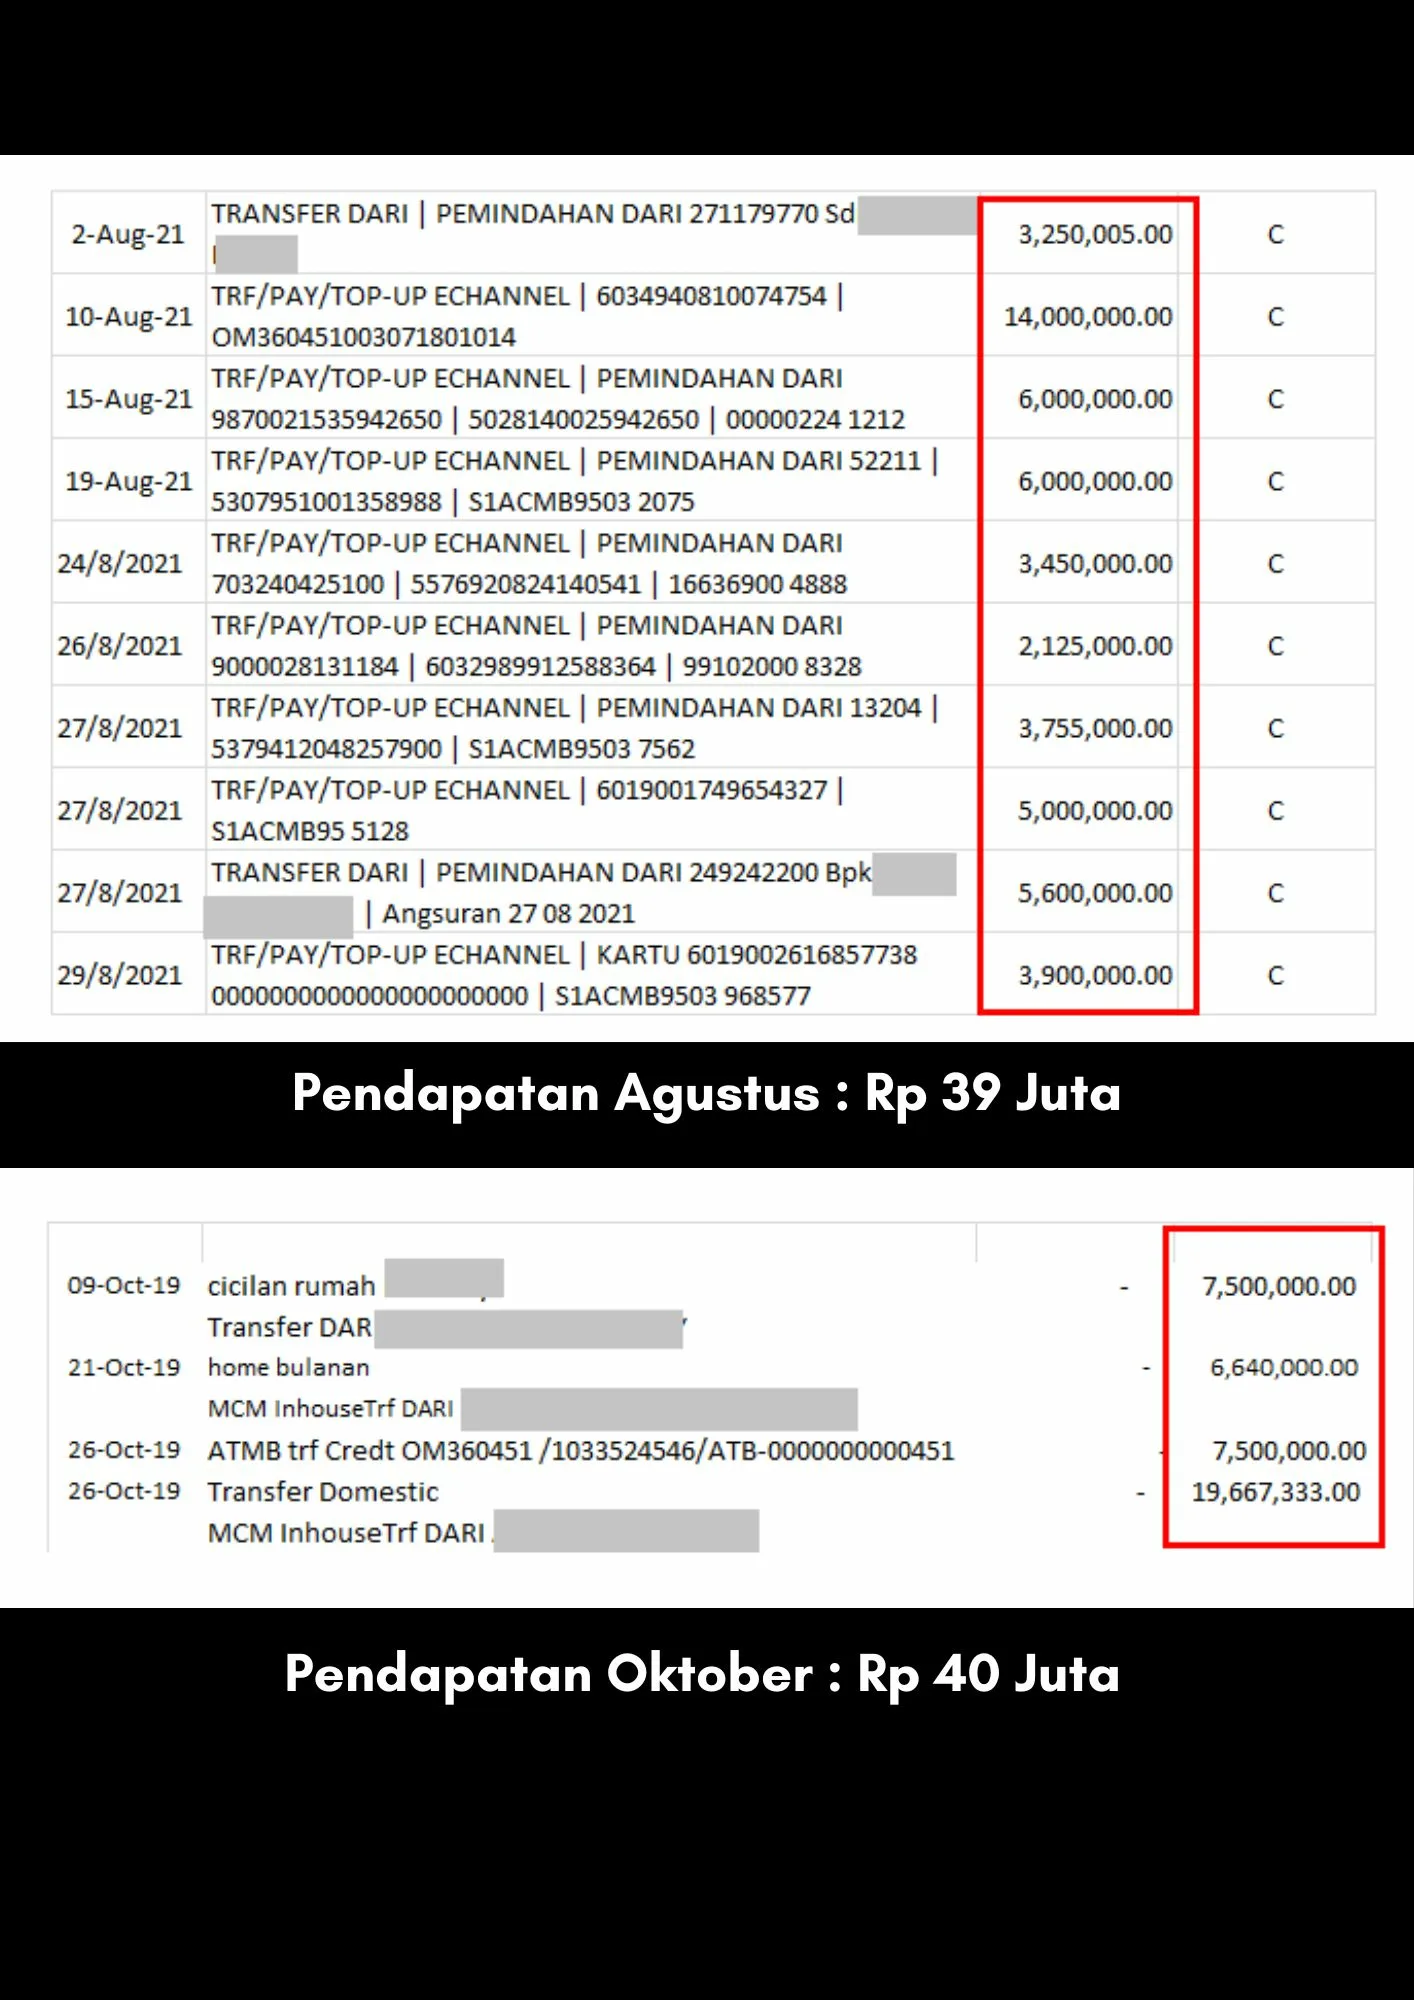 2-Aug-21
TRANSFER DARI | PEMINDAHAN DARI 271179770 Sd
3,250,005.00
C
10-Aug-21
TRF/PAY/TOP-UP ECHANNEL | 6034940810074754 |
OM360451003071801014
14,000,000.00
C
15-Aug-21
TRF/PAY/TOP-UP ECHANNEL | PEMINDAHAN DARI
9870021535942650 | 5028140025942650 | 00000224 1212
6,000,000.00
C
19-Aug-21
TRF/PAY/TOP-UP ECHANNEL | PEMINDAHAN DARI 52211 |
5307951001358988 | S1ACMB9503 2075
6,000,000.00
C
24/8/2021
TRF/PAY/TOP-UP ECHANNEL | PEMINDAHAN DARI
703240425100 | 5576920824140541 | 16636900 4888
3,450,000.00
C
26/8/2021
TRF/PAY/TOP-UP ECHANNEL | PEMINDAHAN DARI
9000028131184 | 6032989912588364 | 99102000 8328
2,125,000.00
C
27/8/2021
TRF/PAY/TOP-UP ECHANNEL | PEMINDAHAN DARI 13204 |
5379412048257900 | S1ACMB9503 7562
3,755,000.00
C
27/8/2021
TRF/PAY/TOP-UP ECHANNEL | 6019001749654327 |
S1ACMB95 5128
5,000,000.00
C
27/8/2021
TRANSFER DARI | PEMINDAHAN DARI 249242200 Bpk
| Angsuran 27 08 2021
5,600,000.00
C
29/8/2021
TRF/PAY/TOP-UP ECHANNEL | KARTU 6019002616857738
0000000000000000000000 | S1ACMB9503 968577
3,900,000.00
C
Pendapatan Agustus : Rp 39 Juta
09-Oct-19 cicilan rumah - 7,500,000.00
Transfer DAR
21-Oct-19 home bulanan - 6,640,000.00
MCM InhouseTrf DARI
26-Oct-19 ATMB trf Credt OM360451 /1033524546/ATB-0000000000451 - 7,500,000.00
26-Oct-19 Transfer Domestic - 19,667,333.00
MCM InhouseTrf DARI
Pendapatan Oktober : Rp 40 Juta